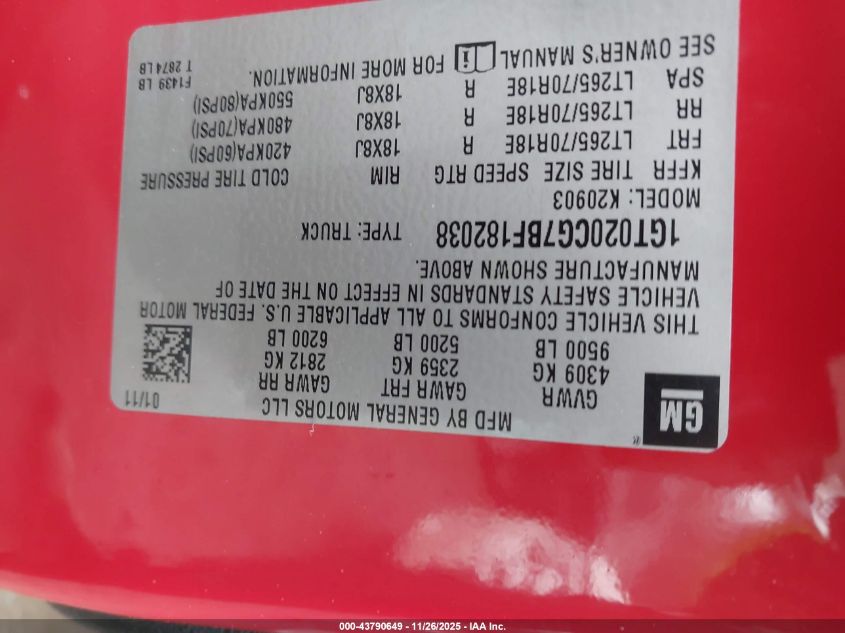 GM
®
MFD BY GENERAL MOTORS LLC
01/11
GVWR GAWR FRT GAWR RR
4309 KG 2359 KG 2812 KG
9500 LB 5200 LB 6200 LB
THIS VEHICLE CONFORMS TO ALL APPLICABLE U.S. FEDERAL MOTOR
VEHICLE SAFETY STANDARDS IN EFFECT ON THE DATE OF
MANUFACTURE SHOWN ABOVE.
1GT020CG7BF182038 TYPE: TRUCK
MODEL: K20903
KFFR TIRE SIZE SPEED RTG RIM COLD TIRE PRESSURE
FRT LT265/70R18E R 18X8J 420KPA(60PSI)
RR LT265/70R18E R 18X8J 480KPA(70PSI)
SPA LT265/70R18E R 18X8J 550KPA(80PSI)
SEE OWNER'S MANUAL FOR MORE INFORMATION.
F1439 LB
T 2874 LB
000-43790649 - 11/26/2025 - IAA Inc.